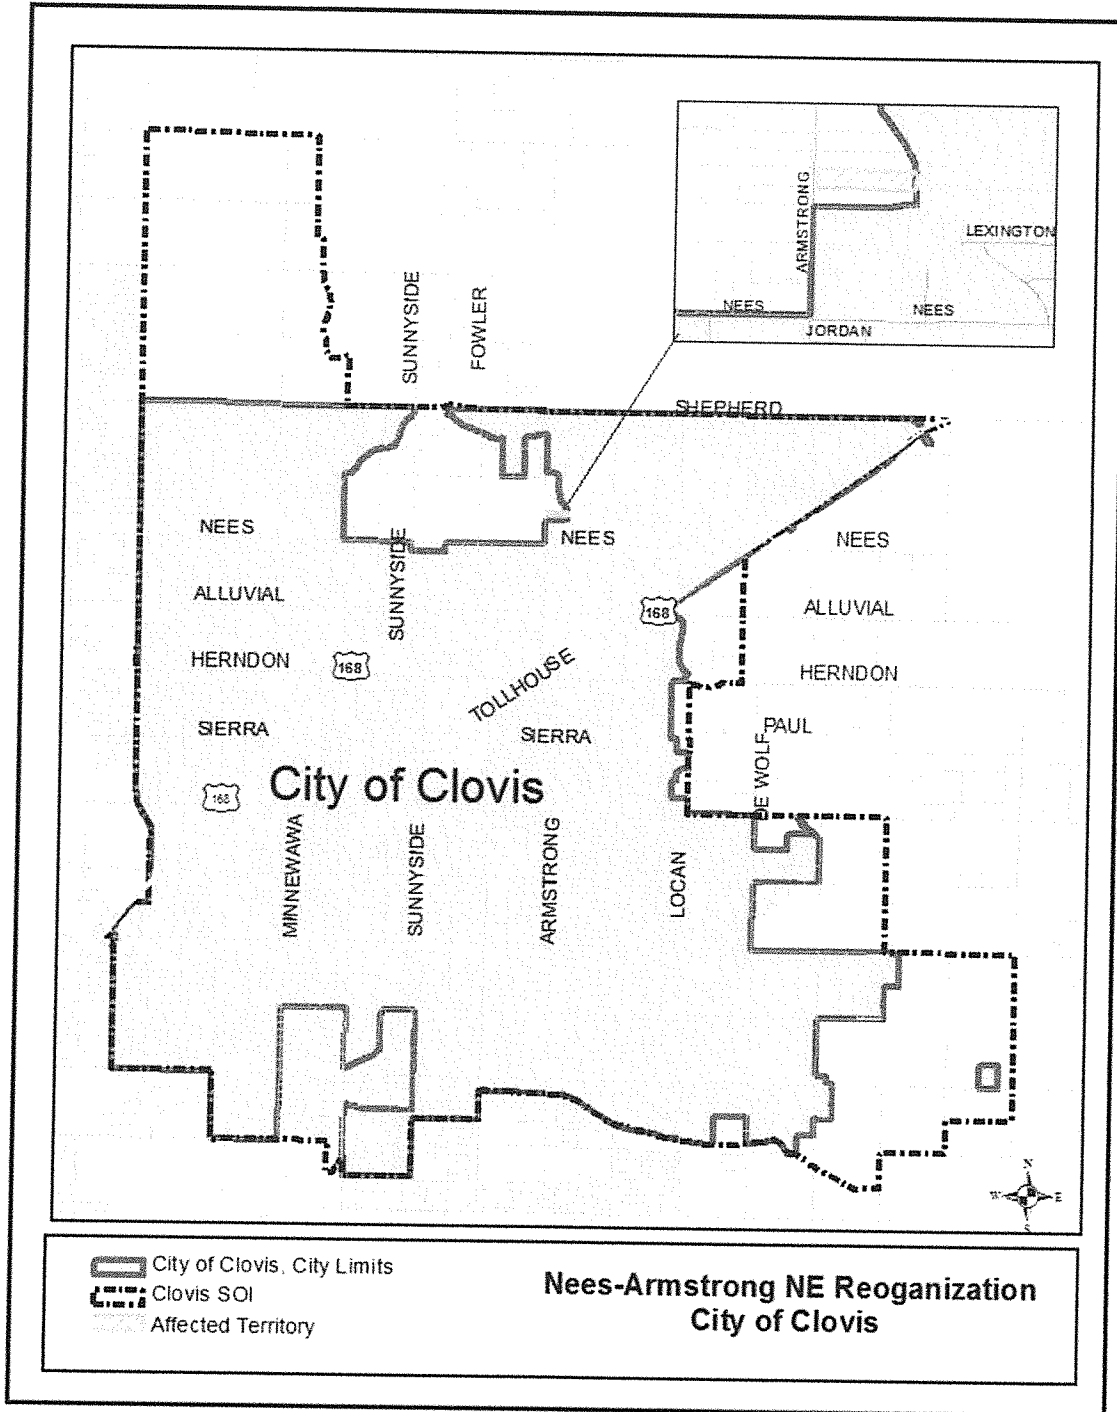 ARMSTRONG
LEXINGTON
NEES
NEES
JORDAN
SUNNYSIDE
FOWLER
SHEPHERD
NEES
SUNNYSIDE
NEES
NEES
ALLUVIAL
168
ALLUVIAL
HERNDON
168
TOLLHOUSE
HERNDON
SIERRA
SIERRA
PAUL
DE WOLF
168
City of Clovis
MINNEWAWA
SUNNYSIDE
ARMSTRONG
LOCAN
N
W
E
S
City of Clovis, City Limits
Clovis SOI
Affected Territory
Nees-Armstrong NE Reoganization
City of Clovis